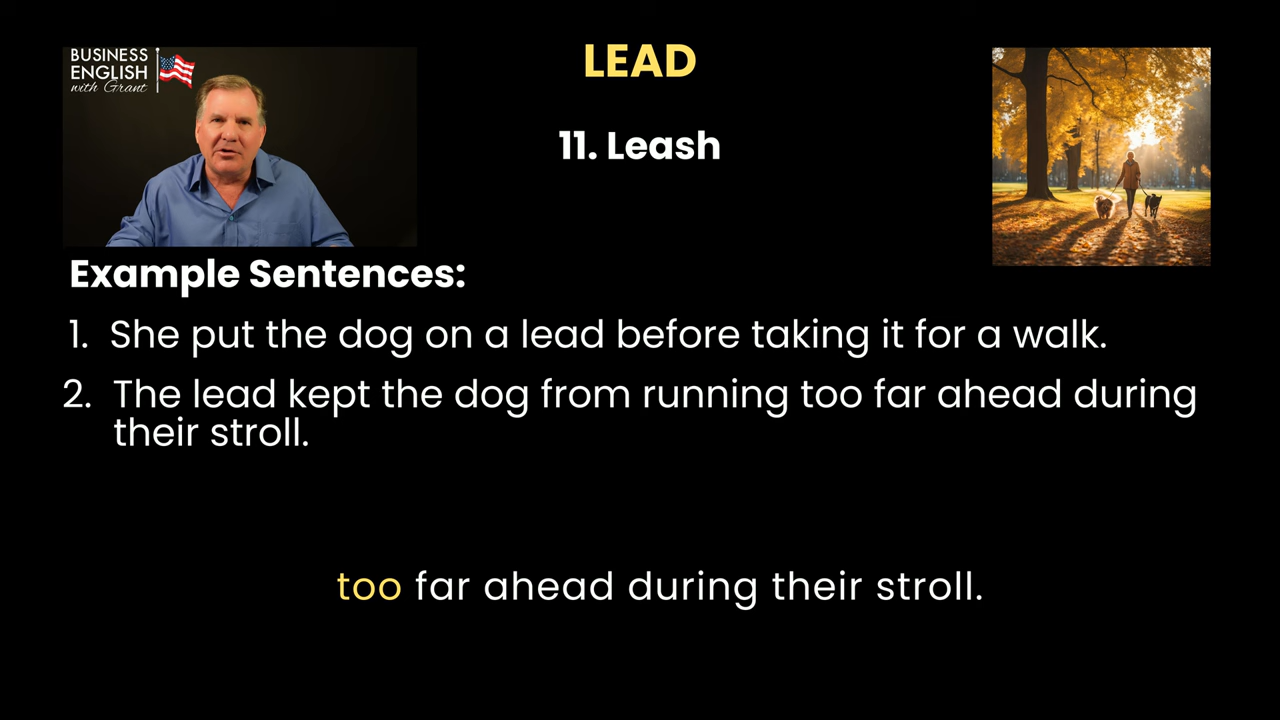 BUSINESS
ENGLISH
with Grant
LEAD
11. Leash
Example Sentences:
1. She put the dog on a lead before taking it for a walk.
2. The lead kept the dog from running too far ahead during
their stroll.
too far ahead during their stroll.